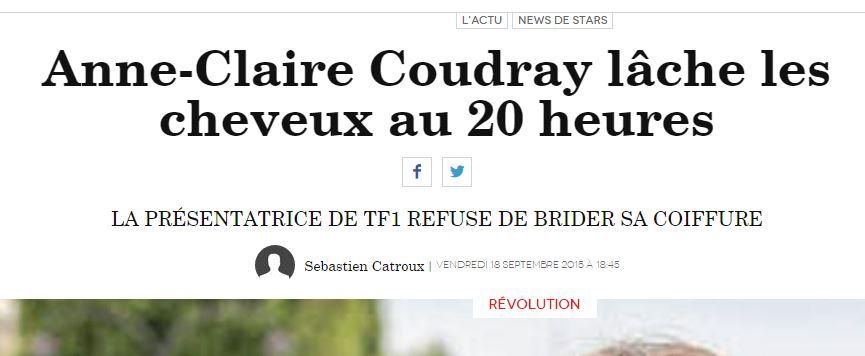 L'ACTU NEWS DE STARS
Anne-Claire Coudray lâche les
cheveux au 20 heures
LA PRÉSENTATRICE DE TF1 REFUSE DE BRIDER SA COIFFURE
Sebastien Catroux | VENDREDI 18 SEPTEMBRE 2015 À 18:45
RÉVOLUTION